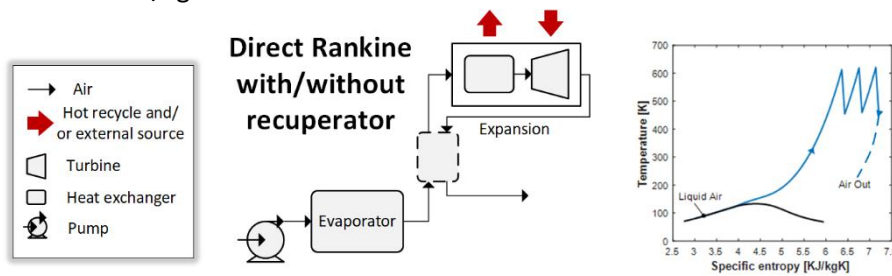 Air
Hot recycle and/
or external source
Turbine
Heat exchanger
Pump
Direct Rankine
with/without
recuperator
Expansion
Evaporator
Temperature [K]
700
600
500
400
300
200
100
0
Liquid Air
Air Out
2.5 3 3.5 4 4.5 5 5.5 6 6.5 7 7.
Specific entropy [KJ/kgK]